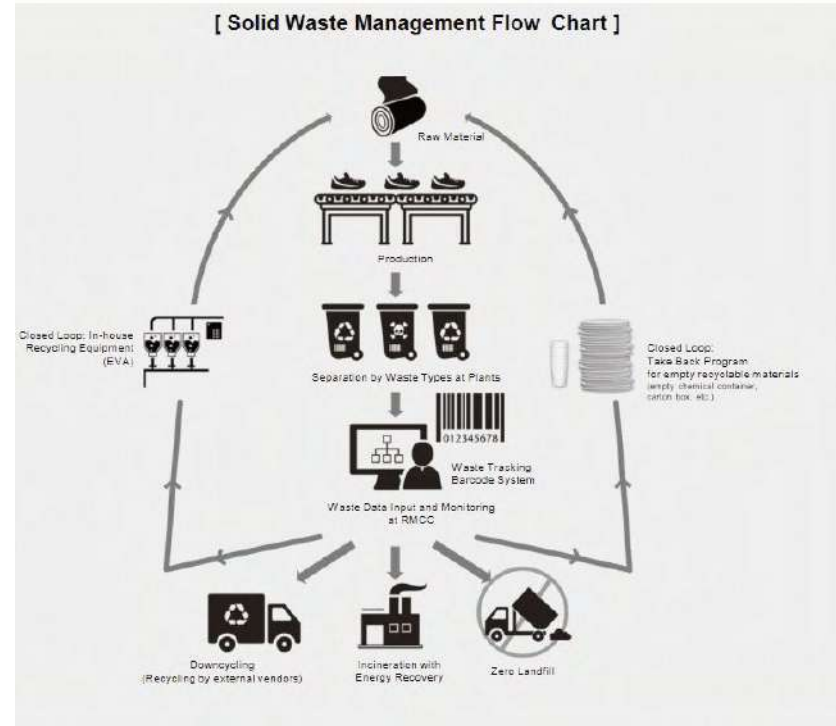 [ Solid Waste Management Flow Chart ]
Raw Material
Production
Closed Loop: In-house
Recycling Equipment
(EVA)
Closed Loop:
Take Back Program
for empty recyclable materials
(empty chemical container,
carton box, etc.)
Separation by Waste Types at Plants
012345678
Waste Tracking
Barcode System
Waste Data Input and Monitoring
at RMCC
Downcycling
(Recycling by external vendors)
Incineration with
Energy Recovery
Zero Landfill